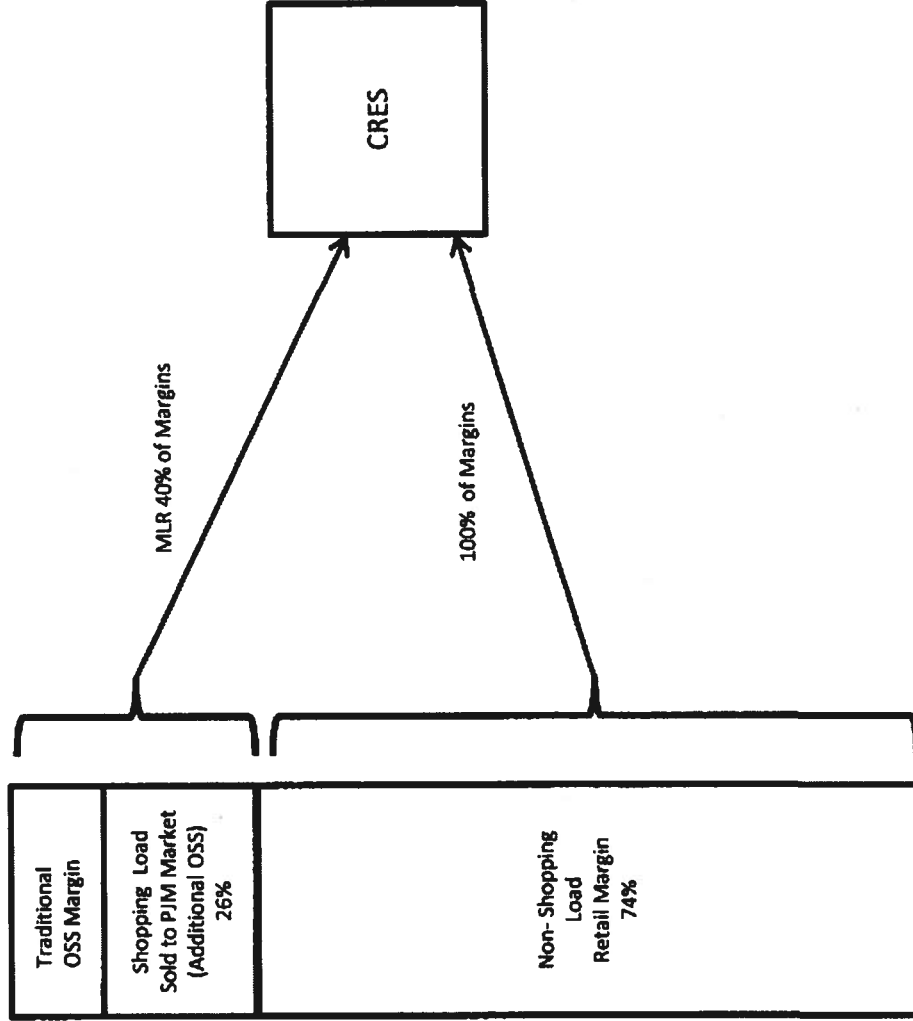 Traditional
OSS Margin
Shopping Load
Sold to PJM Market
(Additional OSS)
26%
Non- Shopping
Load
Retail Margin
74%
MLR 40% of Margins
100% of Margins
CRES